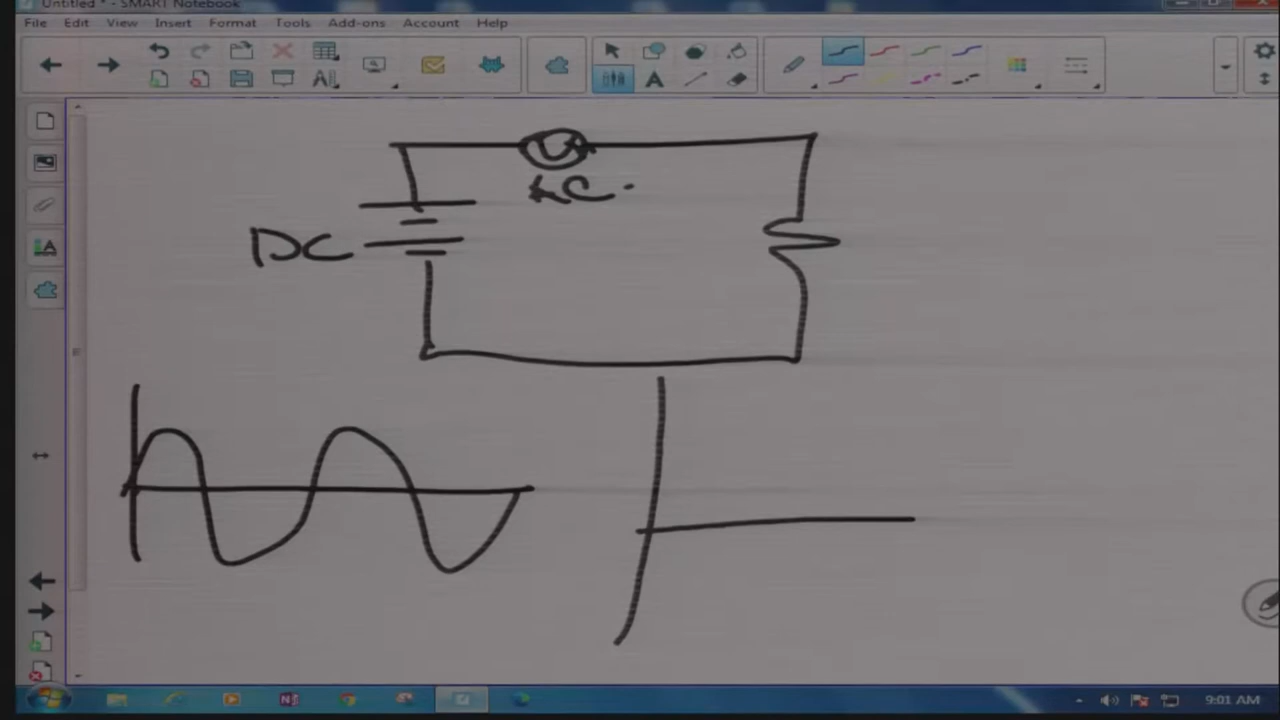 Untitled * - SMART Notebook
File Edit View Insert Format Tools Add-ons Account Help
AC.
DC
9:01 AM